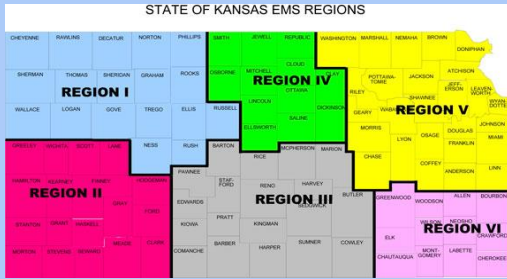 STATE OF KANSAS EMS REGIONS
CHEYENNE RAWLINS DECATUR NORTON PHILLIPS
SMITH JEWELL REPUBLIC
WASHINGTON MARSHALL NEMAHA BROWN
DONIPHAN
SHERMAN THOMAS SHERIDAN GRAHAM ROOKS
OSBORNE MITCHELL CLOUD CLAY
RILEY POTTAWA-
TOMIE JACKSON ATCHISON
JEFF-
ERSON LEAVEN-
WORTH
WYAN
DOTTE
REGION I
REGION IV
REGION V
WALLACE LOGAN GOVE TREGO ELLIS RUSSELL
LINCOLN OTTAWA
SALINE DICKINSON
ELLSWORTH
GEARY SHAWNEE
MORRIS OSAGE DOUGLAS JOHNSON
LYON FRANKLIN MIAMI
CHASE COFFEY ANDERSON LINN
NESS RUSH BARTON
GREELEY WICHITA SCOTT LANE
HAMILTON KEARNEY FINNEY HODGEMAN
REGION II
STANTON GRANT HASKELL GRAY FORD
MORTON STEVENS SEWARD MEADE CLARK
RICE MCPHERSON MARION
PAWNEE
STAF-
FORD RENO HARVEY BUTLER
EDWARDS
REGION III
SEDGWICK
KIOWA PRATT KINGMAN
COMANCHE BARBER HARPER SUMNER COWLEY
GREENWOOD WOODSON ALLEN BOURBON
WILSON NEOSHO
CRAWFORD
REGION VI
ELK
MONT-
GOMERY LABETTE
CHAUTAUQUA CHEROKEE